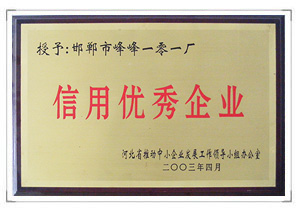 授予:邯郸市峰峰一零一厂
信用优秀企业
河北省推动中小企业发展工作领导小组办公室
二〇〇三年四月